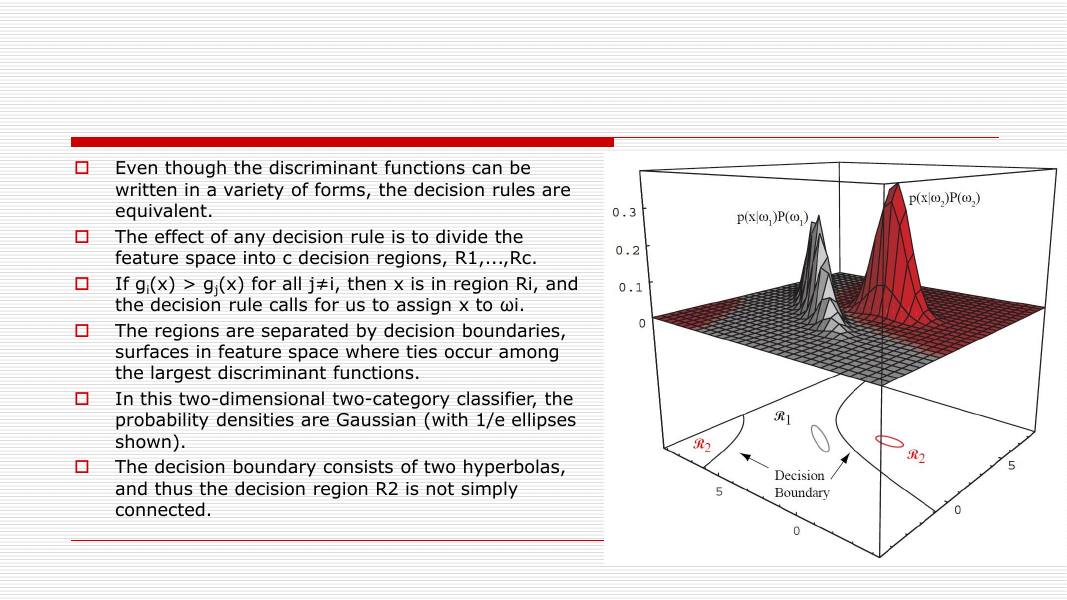 Even though the discriminant functions can be
written in a variety of forms, the decision rules are
equivalent.
The effect of any decision rule is to divide the
feature space into c decision regions, R1,...,Rc.
If gᵢ(x) > gⱼ(x) for all j≠i, then x is in region Ri, and
the decision rule calls for us to assign x to ωi.
The regions are separated by decision boundaries,
surfaces in feature space where ties occur among
the largest discriminant functions.
In this two-dimensional two-category classifier, the
probability densities are Gaussian (with 1/e ellipses
shown).
The decision boundary consists of two hyperbolas,
and thus the decision region R2 is not simply
connected.
p(x|ω₂)P(ω₂)
p(x|ω₁)P(ω₁)
0.3
0.2
0.1
0
ℛ₁
ℛ₂
ℛ₂
Decision
Boundary
5
0
5
0